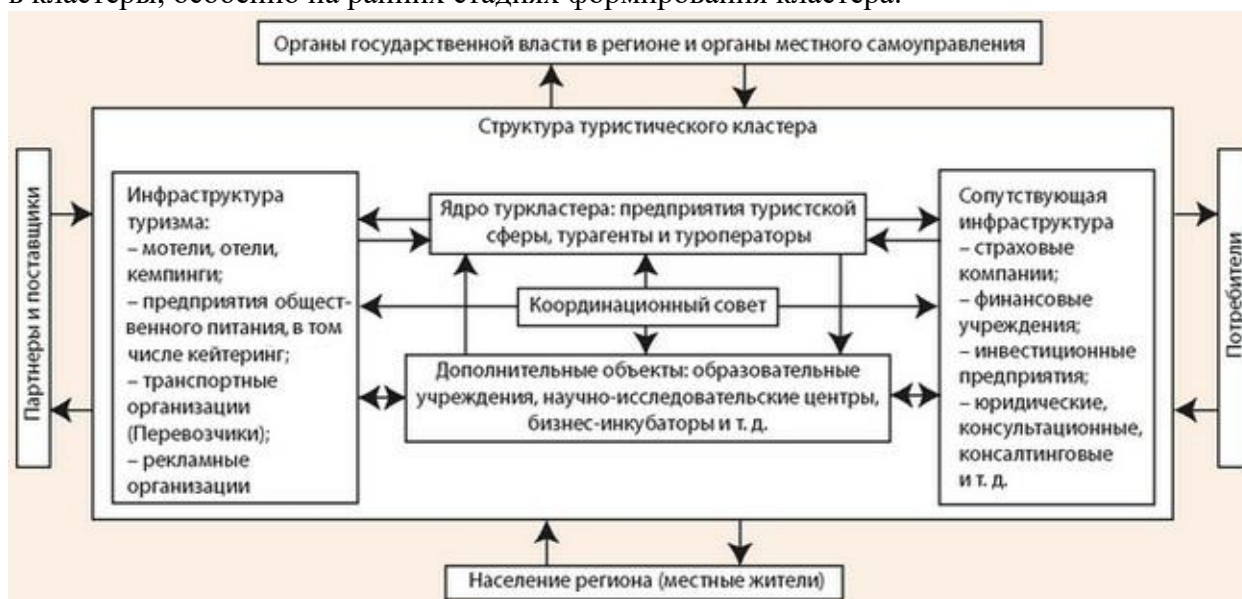 в кластеры, особенно на ранних стадиях формирования кластера.
Органы государственной власти в регионе и органы местного самоуправления
Структура туристического кластера
Партнеры и поставщики
Инфраструктура
туризма:
– мотели, отели,
кемпинги;
– предприятия общест-
венного питания, в том
числе кейтеринг;
– транспортные
организации
(Перевозчики);
– рекламные
организации
Ядро туркластера: предприятия туристской
сферы, турагенты и туроператоры
Координационный совет
Дополнительные объекты: образовательные
учреждения, научно-исследовательские центры,
бизнес-инкубаторы и т. д.
Сопутствующая
инфраструктура
– страховые
компании;
– финансовые
учреждения;
– инвестиционные
предприятия;
– юридические,
консультационные,
консалтинговые
и т. д.
Потребители
Население региона (местные жители)